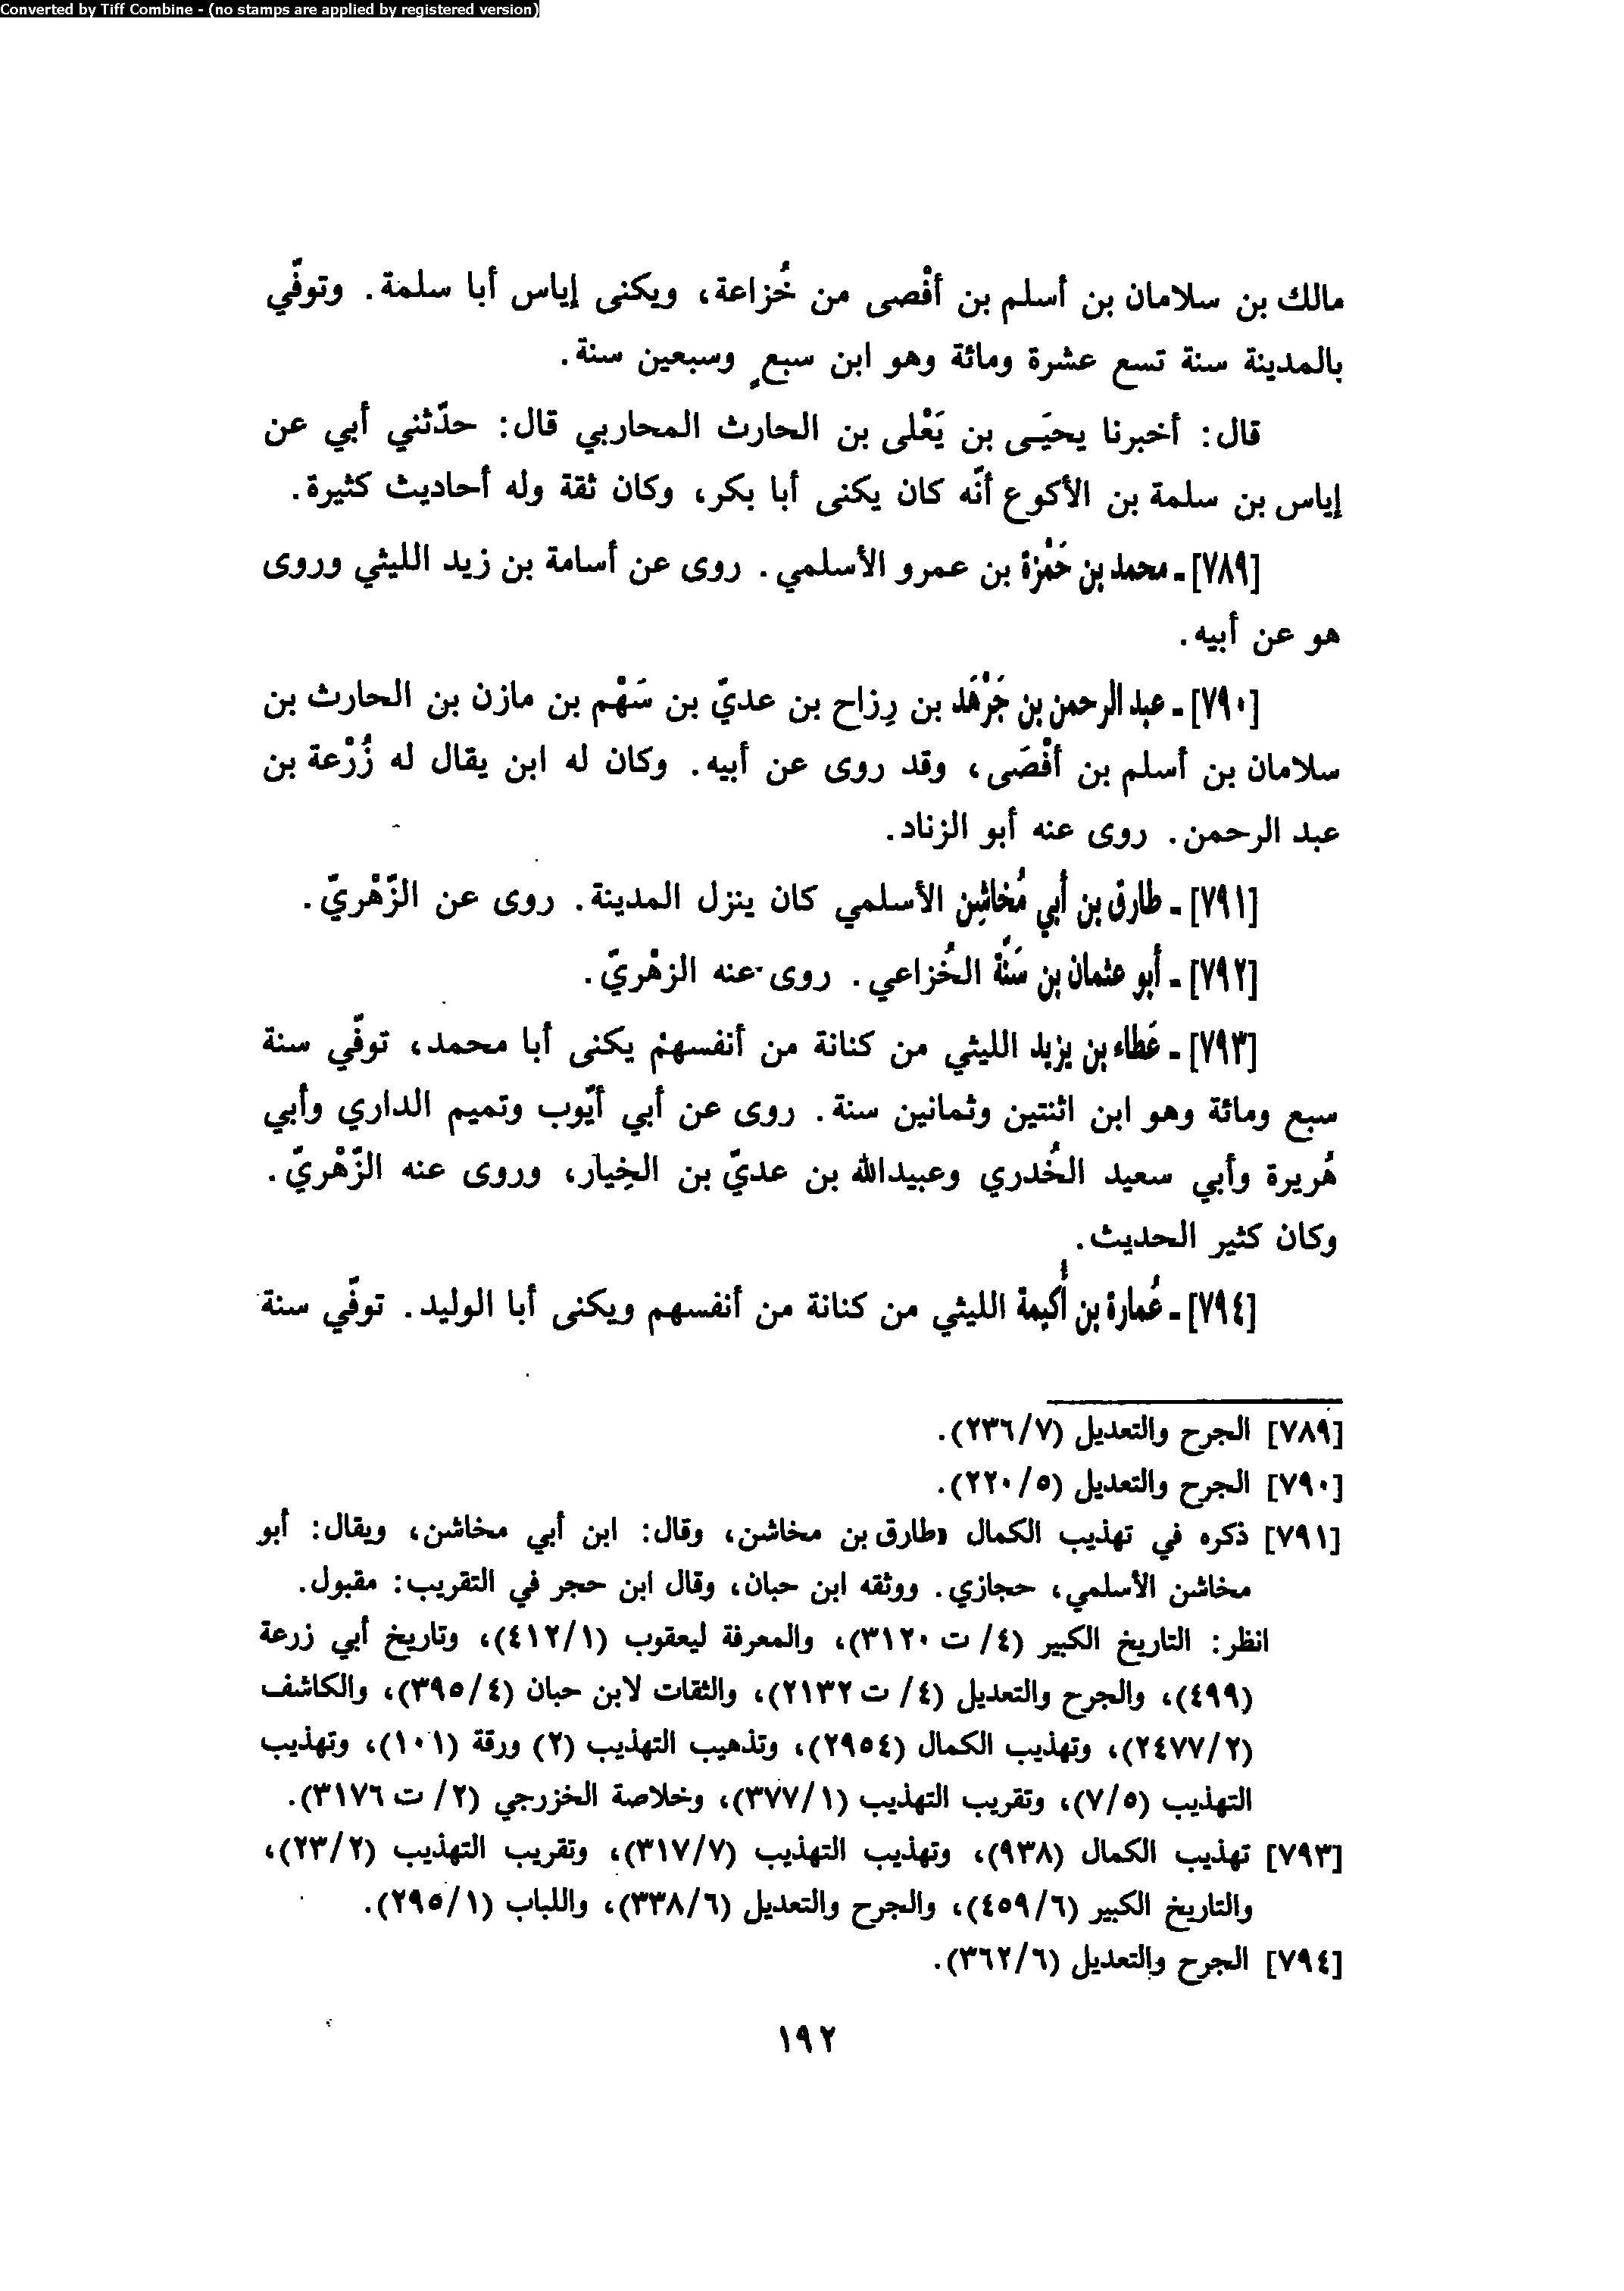 Converted by Tiff Combine - (no stamps are applied by registered version)
مالك بن سلامان بن أسلم بن أفْصى من خُزاعة، ويكنى إياس أبا سلمة. وتوفّي
بالمدينة سنة تسع عشرة ومائة وهو ابن سبعٍ وسبعين سنة.
قال: أخبرنا يحيَـى بن يَعْلى بن الحارث المحاربي قال: حدّثني أبي عن
إياس بن سلمة بن الأكوع أنّه كان يكنى أبا بكر، وكان ثقة وله أحاديث كثيرة.
[٧٨٩] ـ محمد بن حَمْزة بن عمرو الأسلمي. روى عن أسامة بن زيد الليثي وروى
هو عن أبيه.
[٧٩٠] ـ عبد الرحمن بن جَرْهَد بن رِزاح بن عديّ بن سَهْم بن مازن بن الحارث بن
سلامان بن أسلم بن أفْصَى، وقد روى عن أبيه. وكان له ابن يقال له زُرْعة بن
عبد الرحمن. روى عنه أبو الزناد.
[٧٩١] ـ طارق بن أبي مُخاشِن الأسلمي كان ينزل المدينة. روى عن الزّهْريّ.
[٧٩٢] ـ أبو عثمان بن سَنّة الخُزاعي. روى عنه الزهْريّ.
[٧٩٣] ـ عَطاء بن يزيد الليثي من كنانة من أنفسهمْ يكنى أبا محمد، توفّي سنة
سبع ومائة وهو ابن اثنتين وثمانين سنة. روى عن أبي أيّوب وتميم الداري وأبي
هُريرة وأبي سعيد الخُدري وعبيدالله بن عديّ بن الخِيار، وروى عنه الزّهْريّ.
وكان كثير الحديث.
[٧٩٤] ـ عُمارة بن أُكيمة الليثي من كنانة من أنفسهم ويكنى أبا الوليد. توفّي سنة
[٧٨٩] الجرح والتعديل (٧/٢٣٦).
[٧٩٠] الجرح والتعديل (٥/٢٢٠).
[٧٩١] ذكره في تهذيب الكمال «طارق بن مخاشن، وقال: ابن أبي مخاشن، ويقال: أبو
مخاشن الأسلمي، حجازي. ووثقه ابن حبان، وقال ابن حجر في التقريب: مقبول.
انظر: التاريخ الكبير (٤/ ت ٣١٢٠)، والمعرفة ليعقوب (١/٤١٢)، وتاريخ أبي زرعة
(٤٩٩)، والجرح والتعديل (٤/ ت ٢١٣٢)، والثقات لابن حبان (٤/٣٩٥)، والكاشف
(٢/٢٤٧٧)، وتهذيب الكمال (٢٩٥٤)، وتذهيب التهذيب (٢) ورقة (١٠١)، وتهذيب
التهذيب (٥/٧)، وتقريب التهذيب (١/٣٧٧)، وخلاصة الخزرجي (٢/ ت ٣١٧٦).
[٧٩٣] تهذيب الكمال (٩٣٨)، وتهذيب التهذيب (٧/٣١٧)، وتقريب التهذيب (٢/٢٣)،
والتاريخ الكبير (٦/٤٥٩)، والجرح والتعديل (٦/٣٣٨)، واللباب (١/٢٩٥).
[٧٩٤] الجرح والتعديل (٦/٣٦٢).
١٩٢